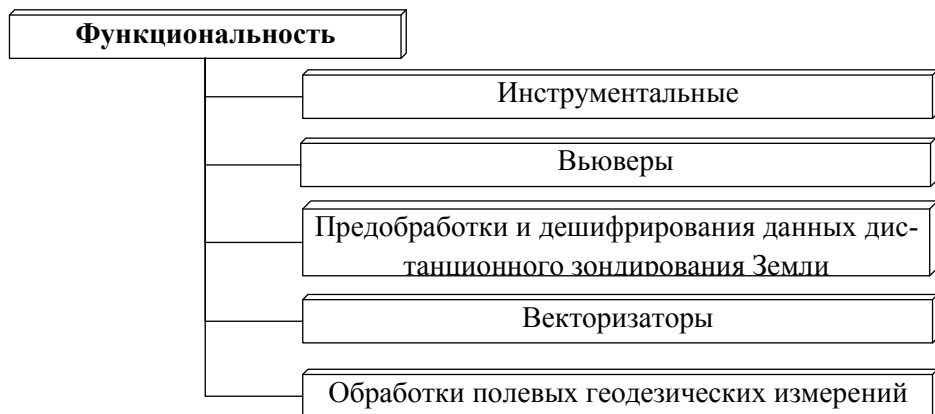 Функциональность
Инструментальные
Вьюверы
Предобработки и дешифрирования данных дис-
танционного зондирования Земли
Векторизаторы
Обработки полевых геодезических измерений